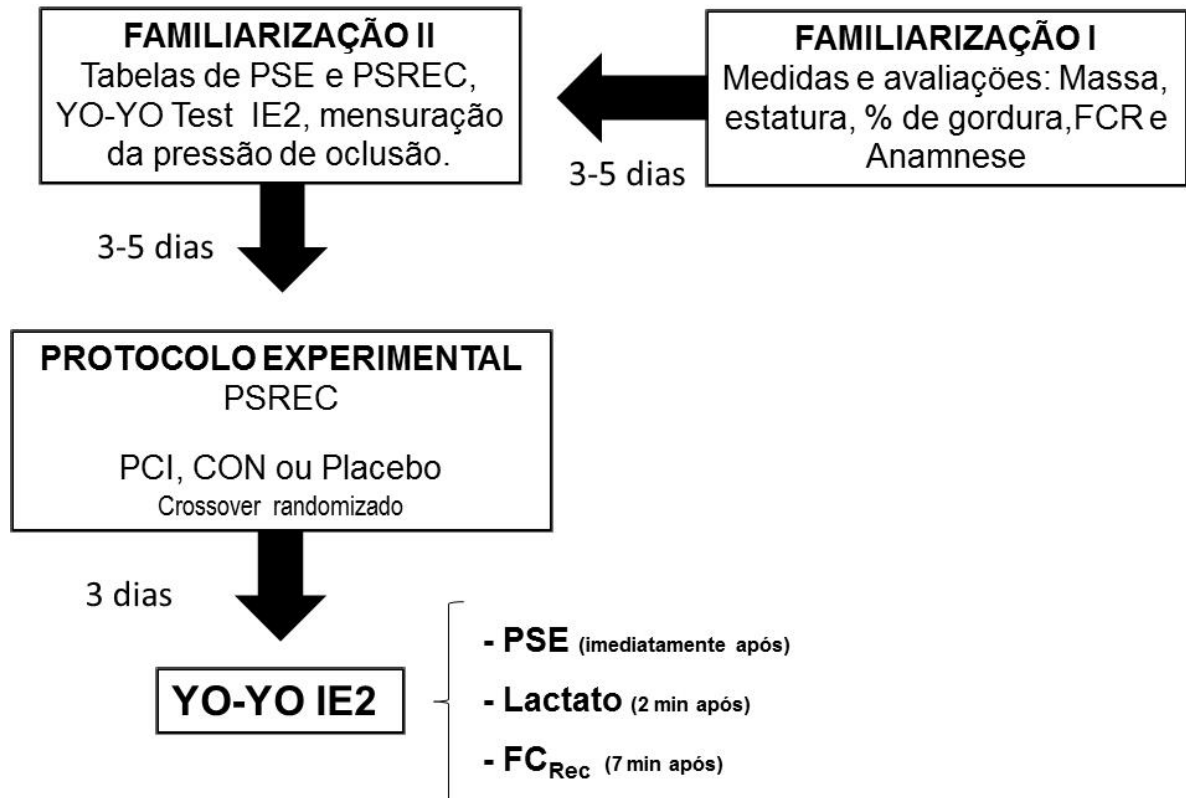 FAMILIARIZAÇÃO I
Medidas e avaliações: Massa,
estatura, % de gordura,FCR e
Anamnese
3-5 dias
FAMILIARIZAÇÃO II
Tabelas de PSE e PSREC,
YO-YO Test IE2, mensuração
da pressão de oclusão.
3-5 dias
PROTOCOLO EXPERIMENTAL
PSREC
PCI, CON ou Placebo
Crossover randomizado
3 dias
YO-YO IE2
- PSE (imediatamente após)
- Lactato (2 min após)
- FCRec (7 min após)